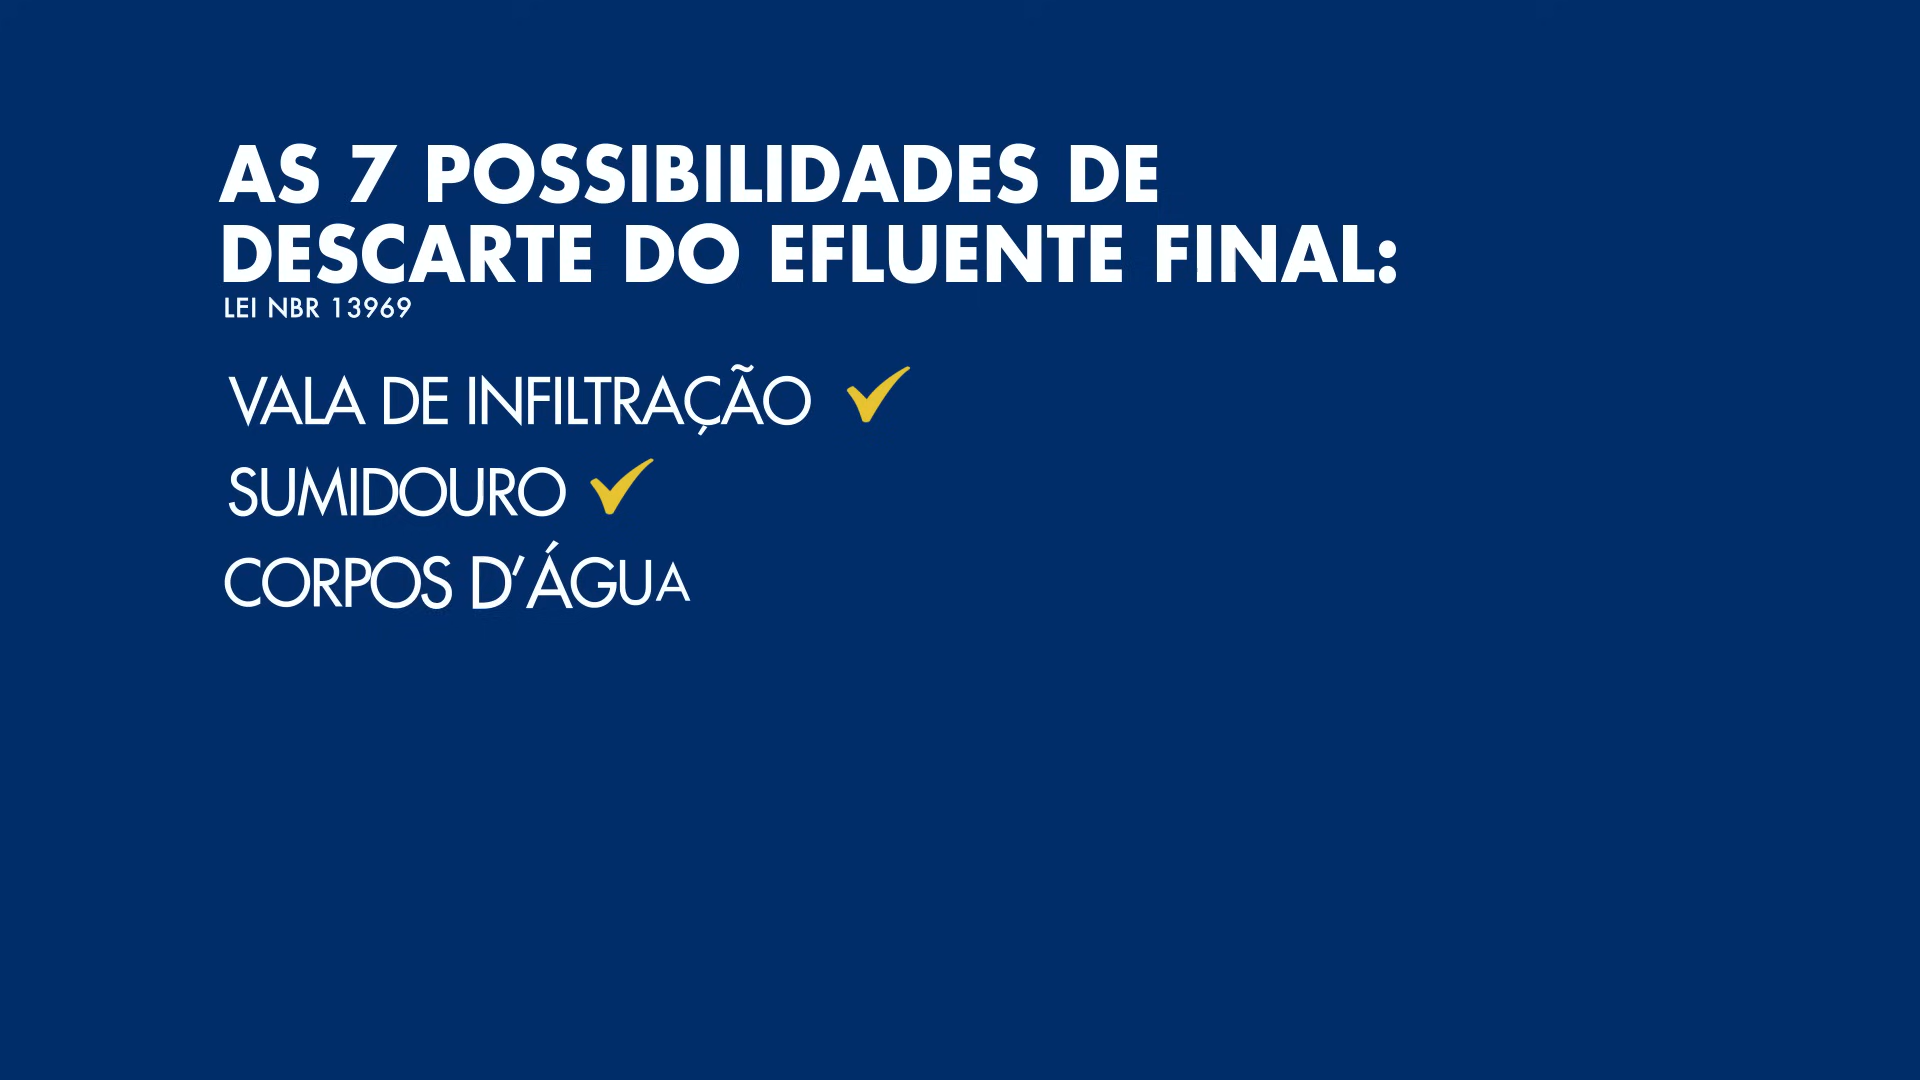 AS 7 POSSIBILIDADES DE
DESCARTE DO EFLUENTE FINAL:
LEI NBR 13969
VALA DE INFILTRAÇÃO
SUMIDOURO
CORPOS D’ÁGUA